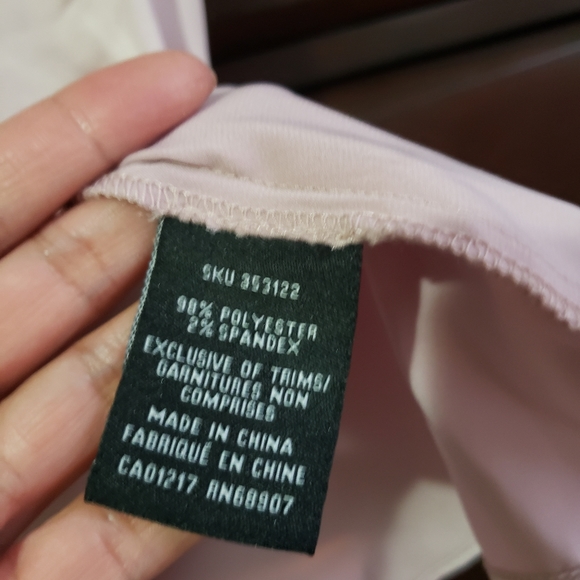 SKU 353122
98% POLYESTER
2% SPANDEX
EXCLUSIVE OF TRIMS/
GARNITURES NON
COMPRISES
MADE IN CHINA
FABRIQUÉ EN CHINE
CA01217 RN68907